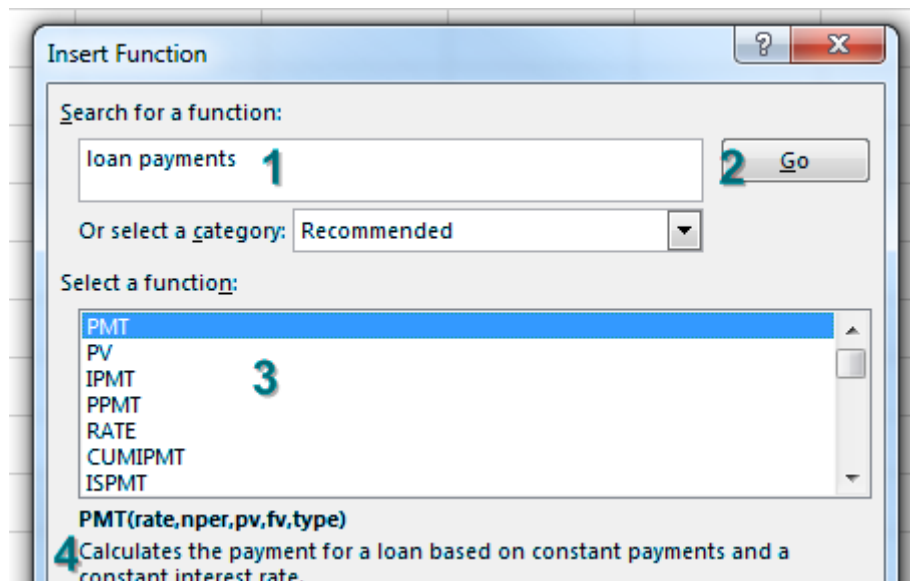 Insert Function
Search for a function:
loan payments 1
2 Go
Or select a category: Recommended
Select a function:
PMT
PV
IPMT
3
PPMT
RATE
CUMIPMT
ISPMT
PMT(rate,nper,pv,fv,type)
4 Calculates the payment for a loan based on constant payments and a
constant interest rate.